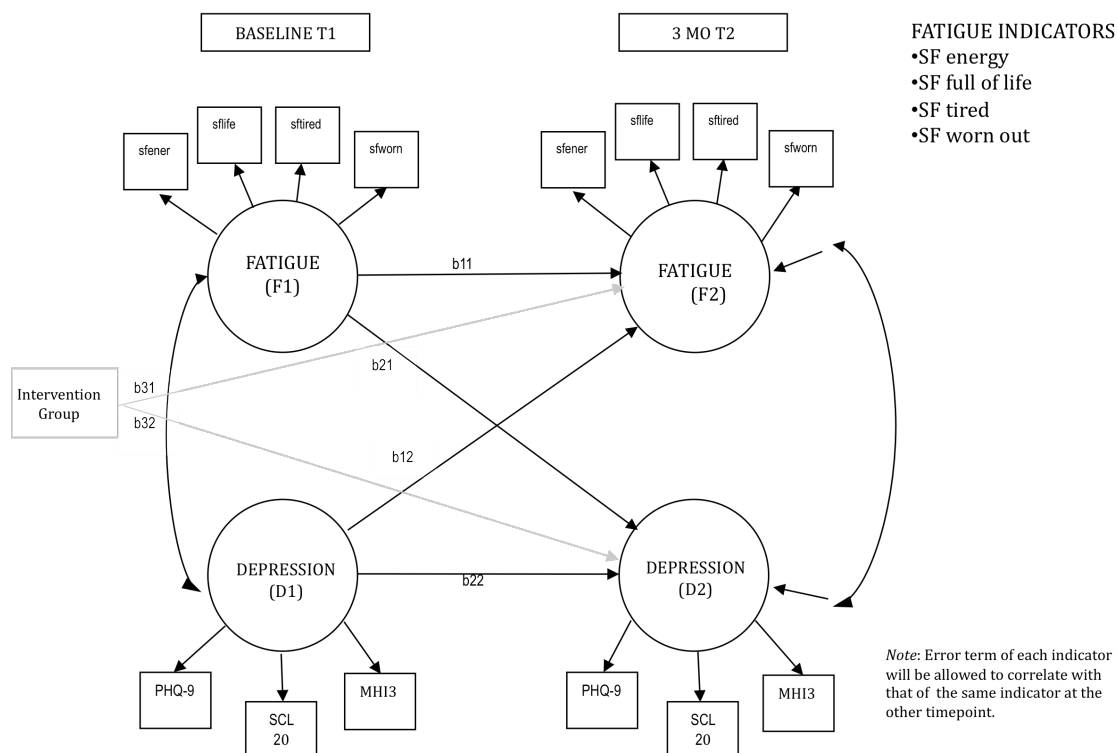 BASELINE T1
3 MO T2
FATIGUE INDICATORS
•SF energy
•SF full of life
•SF tired
•SF worn out
sfener
sflife
sftired
sfworn
sfener
sflife
sftired
sfworn
FATIGUE
(F1)
b11
FATIGUE
(F2)
b21
Intervention
Group
b31
b32
b12
DEPRESSION
(D1)
b22
DEPRESSION
(D2)
PHQ-9
SCL
20
MHI3
PHQ-9
SCL
20
MHI3
Note: Error term of each indicator
will be allowed to correlate with
that of the same indicator at the
other timepoint.